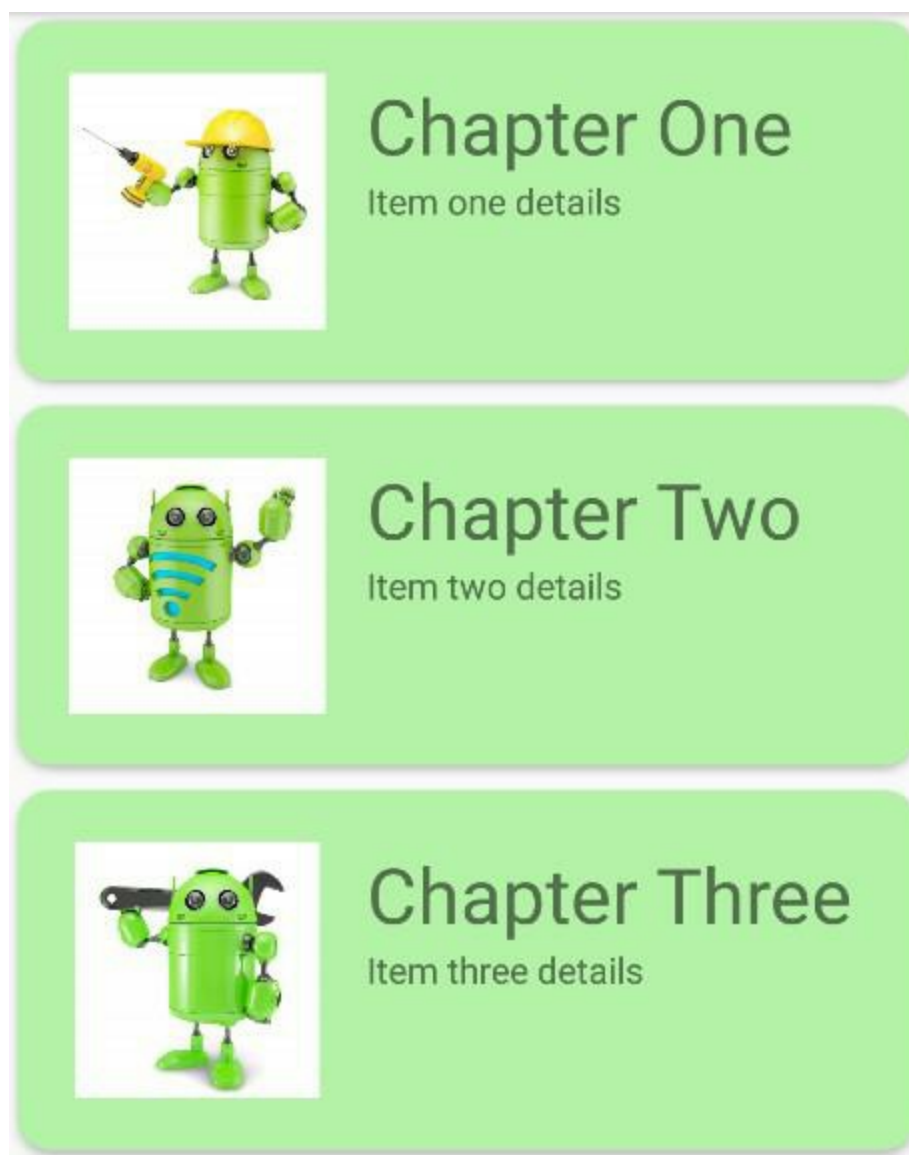 Chapter One
Item one details
Chapter Two
Item two details
Chapter Three
Item three details